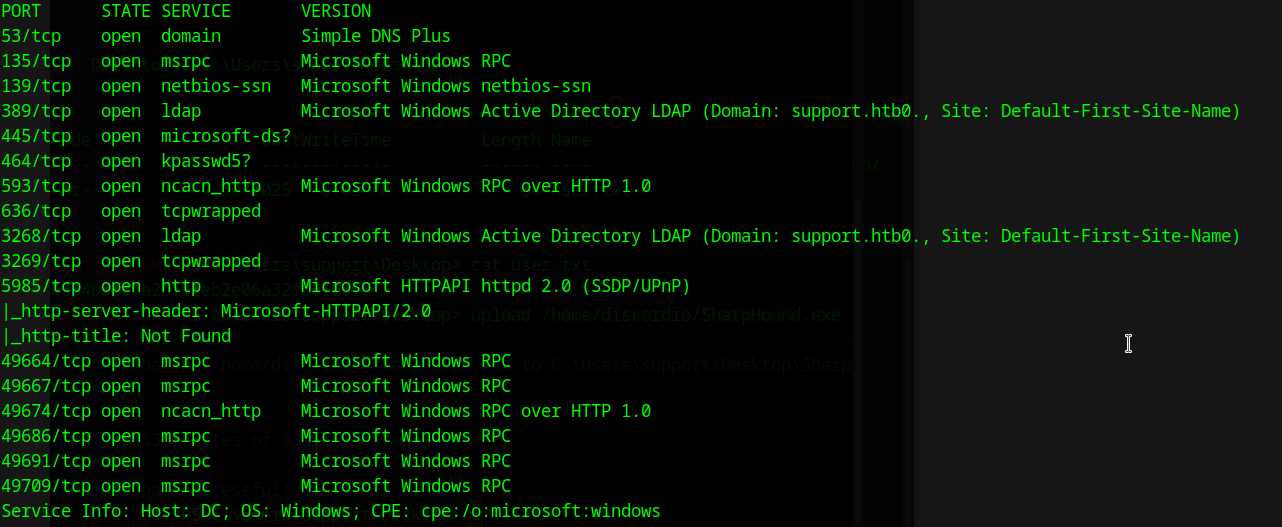 PORT      STATE SERVICE       VERSION
53/tcp    open  domain        Simple DNS Plus
135/tcp   open  msrpc         Microsoft Windows RPC
139/tcp   open  netbios-ssn   Microsoft Windows netbios-ssn
389/tcp   open  ldap          Microsoft Windows Active Directory LDAP (Domain: support.htb0., Site: Default-First-Site-Name)
445/tcp   open  microsoft-ds?
464/tcp   open  kpasswd5?
593/tcp   open  ncacn_http    Microsoft Windows RPC over HTTP 1.0
636/tcp   open  tcpwrapped
3268/tcp  open  ldap          Microsoft Windows Active Directory LDAP (Domain: support.htb0., Site: Default-First-Site-Name)
3269/tcp  open  tcpwrapped
5985/tcp  open  http          Microsoft HTTPAPI httpd 2.0 (SSDP/UPnP)
|_http-server-header: Microsoft-HTTPAPI/2.0
|_http-title: Not Found
49664/tcp open  msrpc         Microsoft Windows RPC
49667/tcp open  msrpc         Microsoft Windows RPC
49674/tcp open  ncacn_http    Microsoft Windows RPC over HTTP 1.0
49686/tcp open  msrpc         Microsoft Windows RPC
49691/tcp open  msrpc         Microsoft Windows RPC
49709/tcp open  msrpc         Microsoft Windows RPC
Service Info: Host: DC; OS: Windows; CPE: cpe:/o:microsoft:windows